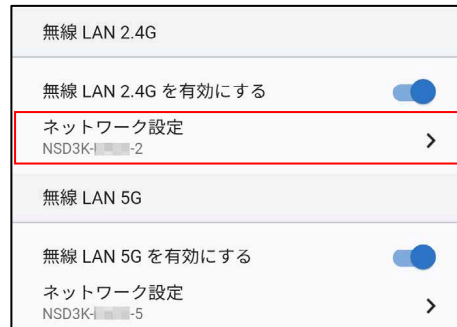 無線 LAN 2.4G
無線 LAN 2.4G を有効にする
ネットワーク設定
NSD3K- -2
無線 LAN 5G
無線 LAN 5G を有効にする
ネットワーク設定
NSD3K- -5